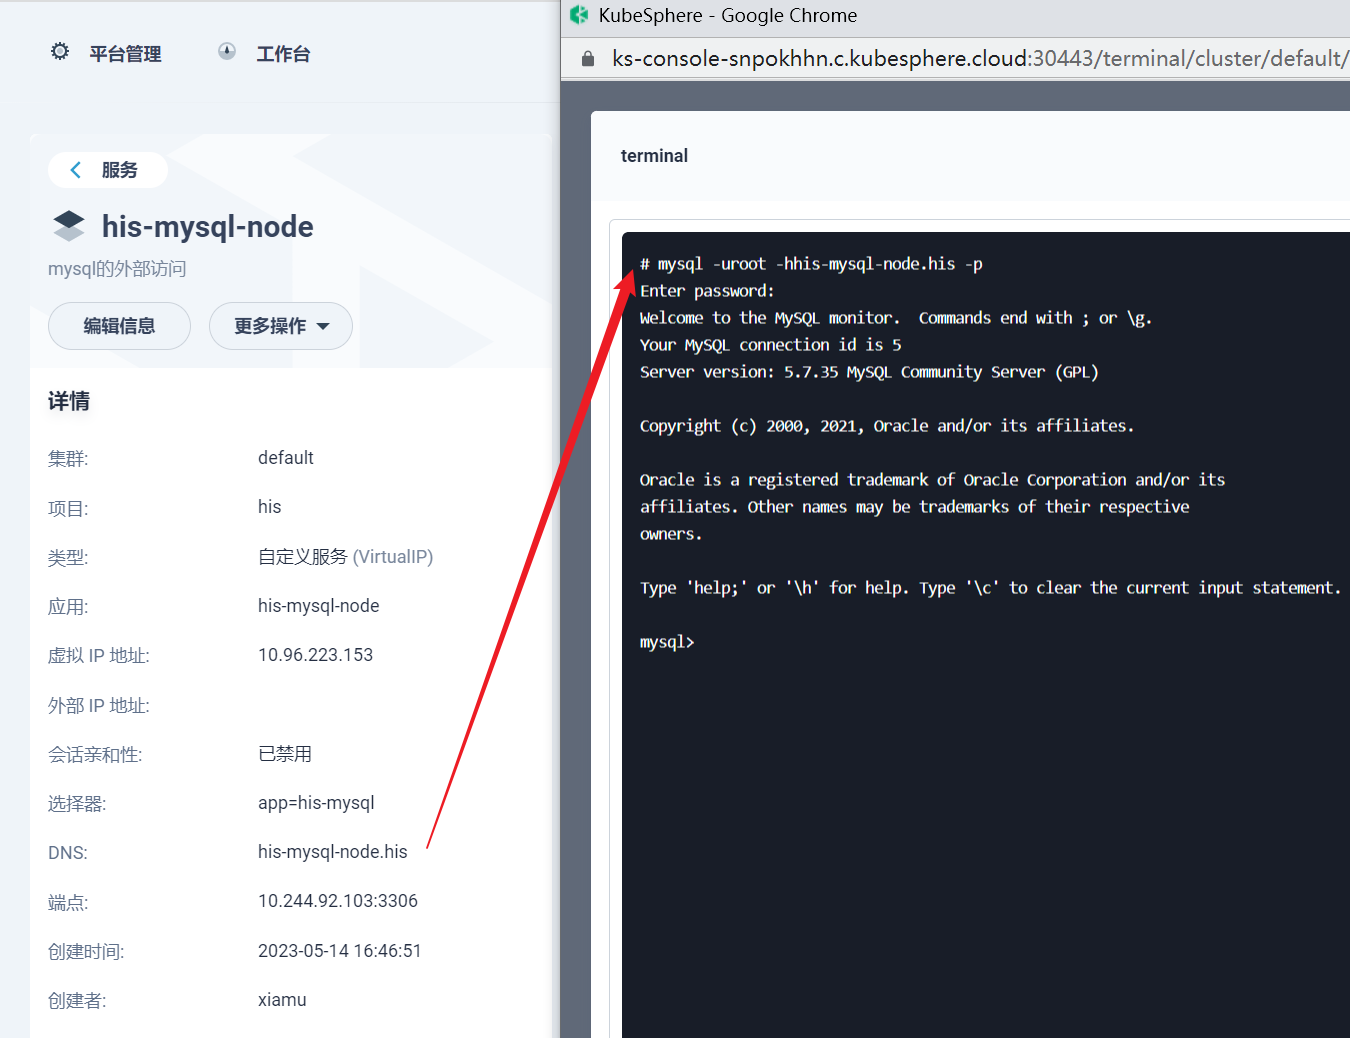 平台管理
工作台
服务
his-mysql-node
mysql的外部访问
编辑信息
更多操作
详情
集群: default
项目: his
类型: 自定义服务 (VirtualIP)
应用: his-mysql-node
虚拟 IP 地址: 10.96.223.153
外部 IP 地址:
会话亲和性: 已禁用
选择器: app=his-mysql
DNS: his-mysql-node.his
端点: 10.244.92.103:3306
创建时间: 2023-05-14 16:46:51
创建者: xiamu
KubeSphere - Google Chrome
ks-console-snpokhhn.c.kubesphere.cloud:30443/terminal/cluster/default/
terminal
# mysql -uroot -hhis-mysql-node.his -p
Enter password:
Welcome to the MySQL monitor.  Commands end with ; or \g.
Your MySQL connection id is 5
Server version: 5.7.35 MySQL Community Server (GPL)
Copyright (c) 2000, 2021, Oracle and/or its affiliates.
Oracle is a registered trademark of Oracle Corporation and/or its
affiliates. Other names may be trademarks of their respective
owners.
Type 'help;' or '\h' for help. Type '\c' to clear the current input statement.
mysql>